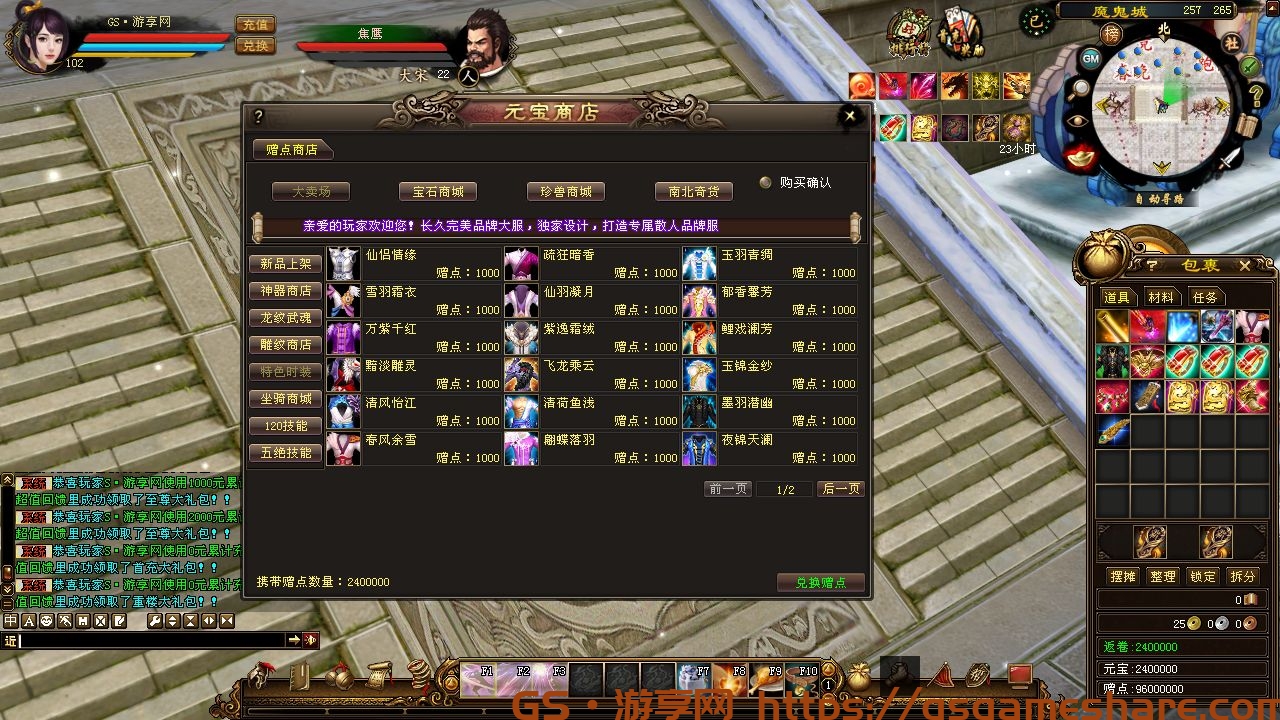 GS·游享网
充值
兑换
102
焦鹰
大宋 22
人
已
魔鬼城 257 265
北
榜
社
GM
23小时
自动寻路
元宝商店
赠点商店
大卖场 宝石商城 珍兽商城 南北奇货 购买确认
亲爱的玩家欢迎您!长久完美品牌大服，独家设计，打造专属散人品牌服
新品上架
神器商店
龙纹武魂
雕纹商店
特色时装
坐骑商城
120技能
五绝技能
仙侣情缘 赠点：1000
疏狂暗香 赠点：1000
玉羽青绸 赠点：1000
雪羽霜衣 赠点：1000
仙羽凝月 赠点：1000
郁香馨芳 赠点：1000
万紫千红 赠点：1000
紫逸霜绒 赠点：1000
鲤戏澜芳 赠点：1000
黯淡雕灵 赠点：1000
飞龙乘云 赠点：1000
玉锦金纱 赠点：1000
清风怡江 赠点：1000
清荷鱼浅 赠点：1000
墨羽潜幽 赠点：1000
春风余雪 赠点：1000
翩蝶落羽 赠点：1000
夜锦天澜 赠点：1000
前一页 1/2 后一页
携带赠点数量：2400000
兑换赠点
包裹
道具 材料 任务
摆摊 整理 锁定 拆分
0
25 0 0
返卷:2400000
元宝:2400000
赠点:96000000
恭喜玩家S·游享网使用1000元累
超值回馈里成功领取了至尊大礼包！！
恭喜玩家S·游享网使用2000元累
超值回馈里成功领取了至尊大礼包！！
恭喜玩家S·游享网使用0元累计充
值回馈里成功领取了首充大礼包！！
恭喜玩家S·游享网使用0元累计充
值回馈里成功领取了重楼大礼包！！
近
F1 F2 F3 F7 F8 F9 F10
GS·游享网 https://gsgameshare.com